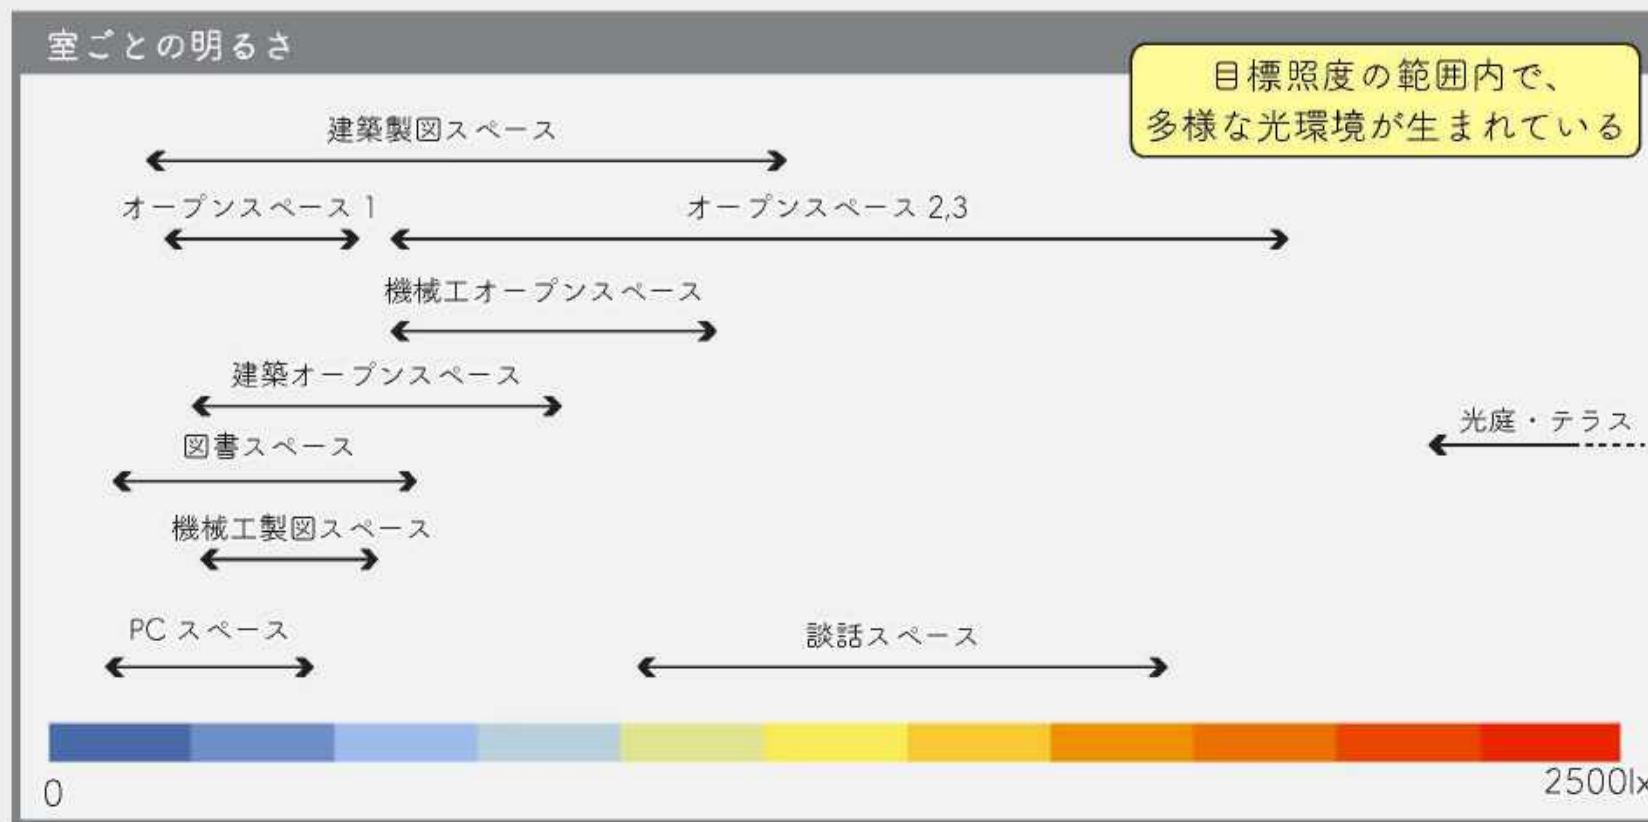 室ごとの明るさ
目標照度の範囲内で、
多様な光環境が生まれている
建築製図スペース
オープンスペース 1
オープンスペース 2,3
機械工オープンスペース
建築オープンスペース
光庭・テラス
図書スペース
機械工製図スペース
PC スペース
談話スペース
0
2500lx